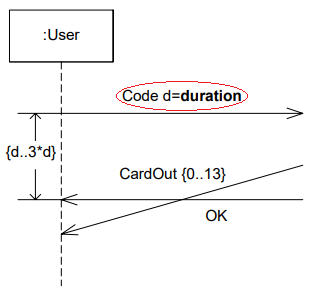 :User
Code d=duration
{d..3*d}
CardOut {0..13}
OK